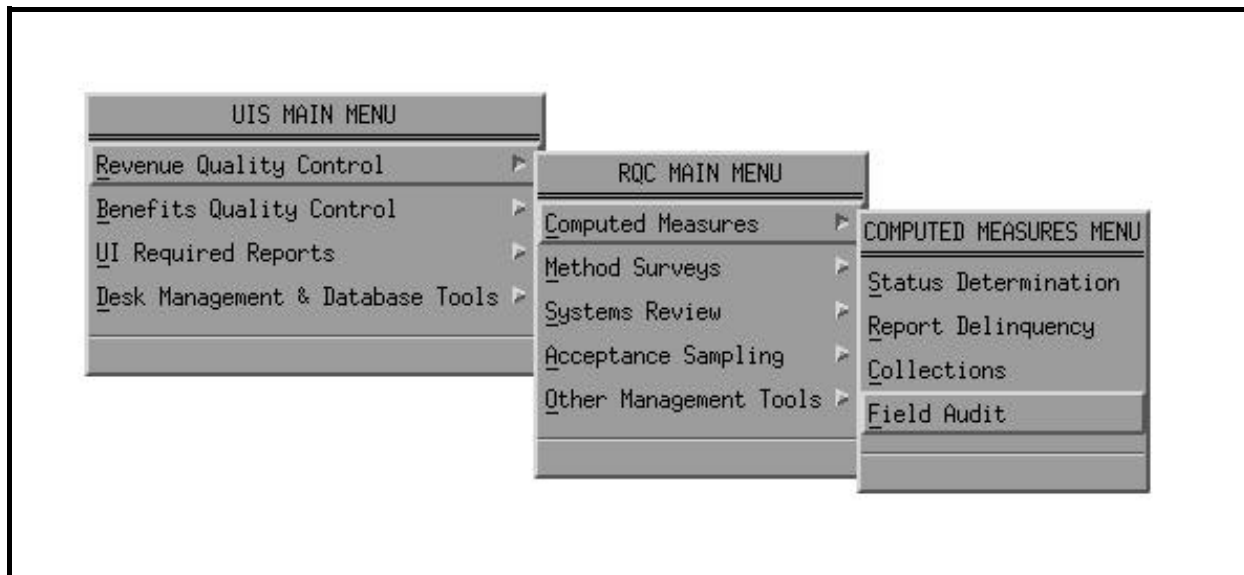 UIS MAIN MENU
Revenue Quality Control
Benefits Quality Control
UI Required Reports
Desk Management & Database Tools
RQC MAIN MENU
Computed Measures
Method Surveys
Systems Review
Acceptance Sampling
Other Management Tools
COMPUTED MEASURES MENU
Status Determination
Report Delinquency
Collections
Field Audit